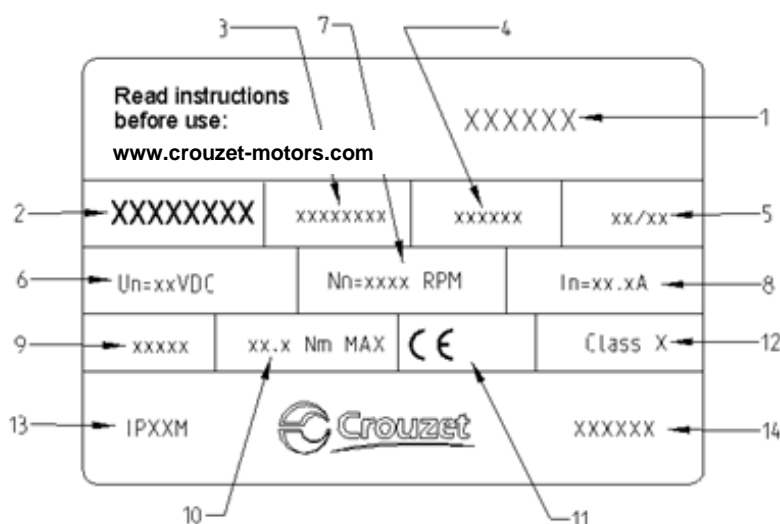 3 7 4
Read instructions
before use:
XXXXXX 1
www.crouzet-motors.com
2 XXXXXXXX xxxxxxxx xxxxxx xx/xx 5
6 Un=xxVDC Nn=xxxx RPM In=xx.xA 8
9 xxxxx xx.x Nm MAX CE Class X 12
13 IPXXM Crouzet XXXXXX 14
10 11